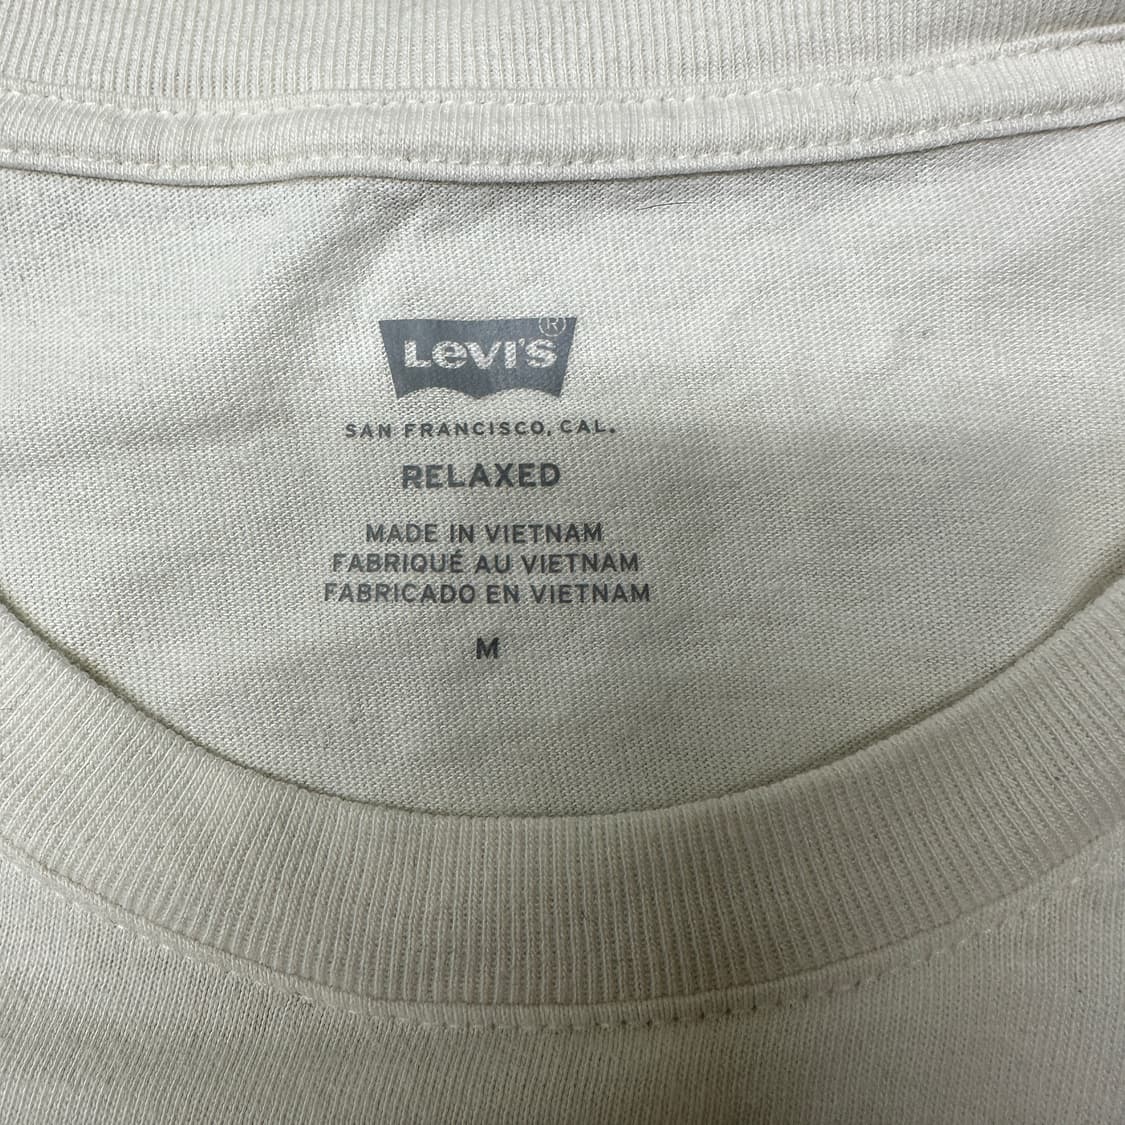 Levi's®
SAN FRANCISCO, CAL.
RELAXED
MADE IN VIETNAM
FABRIQUÉ AU VIETNAM
FABRICADO EN VIETNAM
M